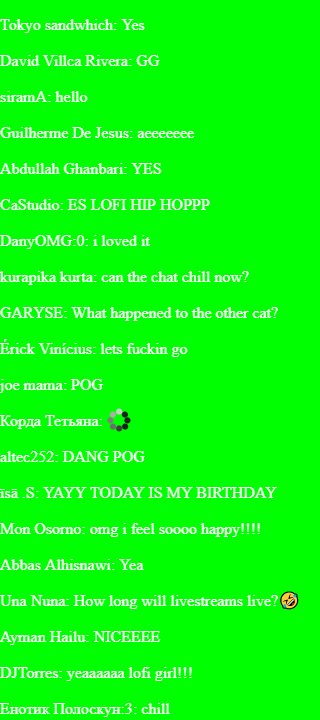 Tokyo sandwhich: Yes
David Villca Rivera: GG
siramA: hello
Guilherme De Jesus: aeeeeeee
Abdullah Ghanbari: YES
CaStudio: ES LOFI HIP HOPPP
DanyOMG:0: i loved it
kurapika kurta: can the chat chill now?
GARYSE: What happened to the other cat?
Érick Vinícius: lets fuckin go
joe mama: POG
Корда Тетьяна:
altec252: DANG POG
isä .S: YAYY TODAY IS MY BIRTHDAY
Mon Osorno: omg i feel soooo happy!!!!
Abbas Alhisnawi: Yea
Una Nuna: How long will livestreams live?🤣
Ayman Hailu: NICEEEE
DJTorres: yeaaaaaa lofi girl!!!
Енотик Полоскун:3: chill